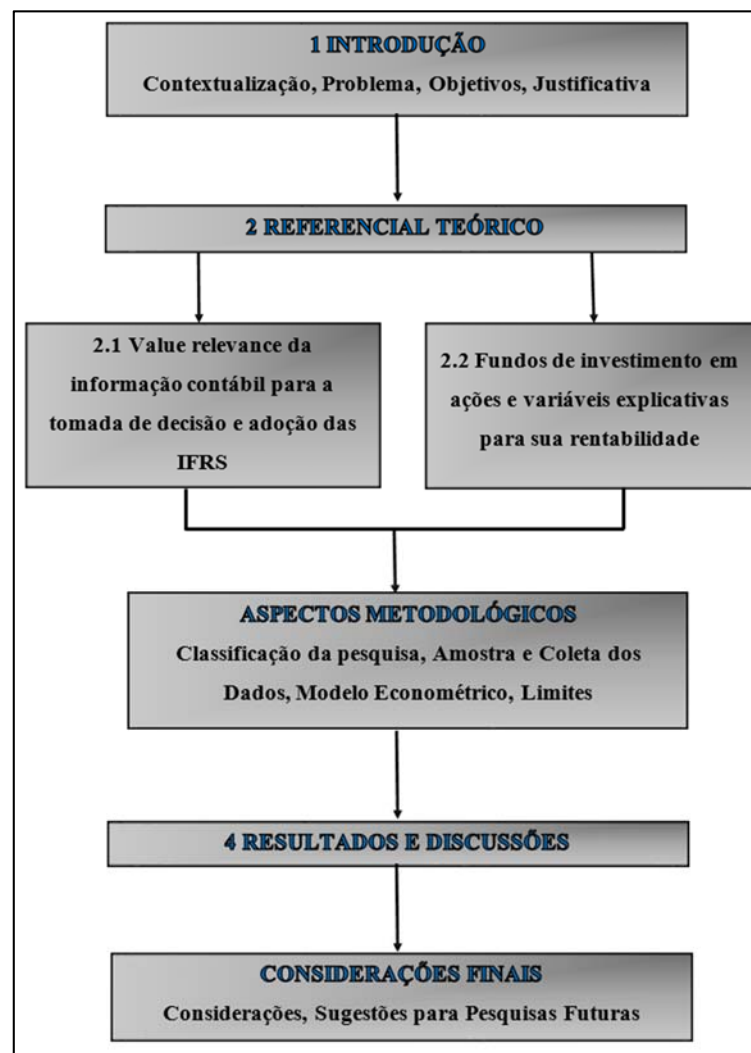 1 INTRODUÇÃO
Contextualização, Problema, Objetivos, Justificativa
2 REFERENCIAL TEÓRICO
2.1 Value relevance da
informação contábil para a
tomada de decisão e adoção das
IFRS
2.2 Fundos de investimento em
ações e variáveis explicativas
para sua rentabilidade
ASPECTOS METODOLÓGICOS
Classificação da pesquisa, Amostra e Coleta dos
Dados, Modelo Econométrico, Limites
4 RESULTADOS E DISCUSSÕES
CONSIDERAÇÕES FINAIS
Considerações, Sugestões para Pesquisas Futuras